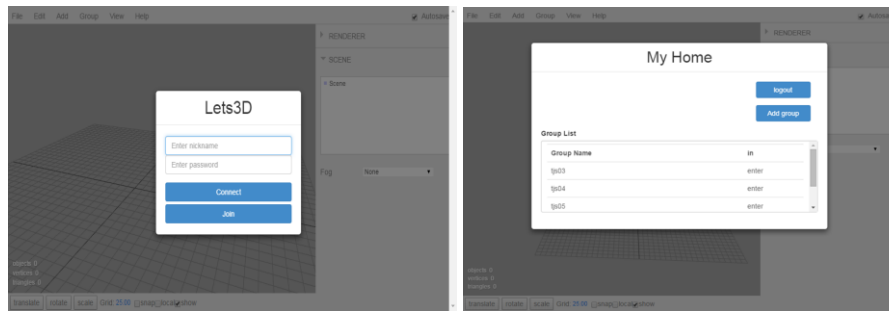 File Edit Add Group View Help Autosave
RENDERER
SCENE
Scene
Lets3D
Enter nickname
Enter password
Connect
Join
Fog None
objects: 0
vertices: 0
triangles: 0
translate rotate scale Grid: 25.00 snap local show
File Edit Add Group View Help
RENDERER
My Home
logout
Add group
Group List
Group Name In
tjs03 enter
tjs04 enter
tjs05 enter
objects: 0
vertices: 0
triangles: 0
translate rotate scale Grid: 25.00 snap local show